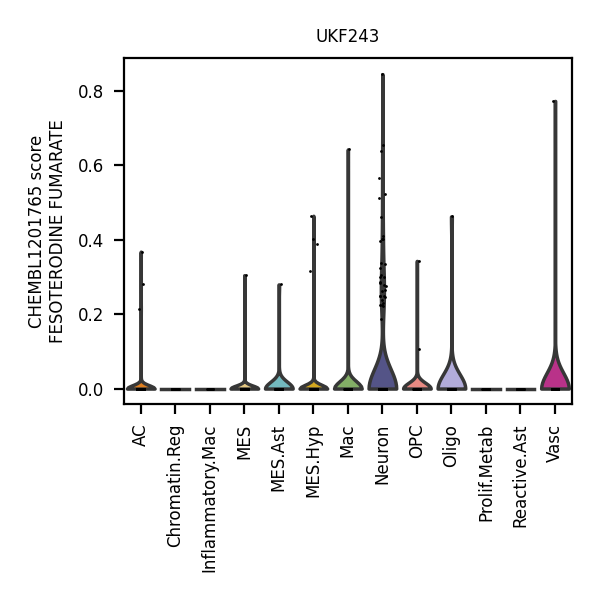 UKF243
CHEMBL1201765 score
FESOTERODINE FUMARATE
0.8
0.6
0.4
0.2
0.0
AC
Chromatin.Reg
Inflammatory.Mac
MES
MES.Ast
MES.Hyp
Mac
Neuron
OPC
Oligo
Prolif.Metab
Reactive.Ast
Vasc